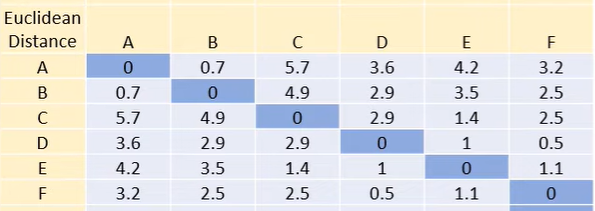 Euclidean
Distance A B C D E F
A 0 0.7 5.7 3.6 4.2 3.2
B 0.7 0 4.9 2.9 3.5 2.5
C 5.7 4.9 0 2.9 1.4 2.5
D 3.6 2.9 2.9 0 1 0.5
E 4.2 3.5 1.4 1 0 1.1
F 3.2 2.5 2.5 0.5 1.1 0